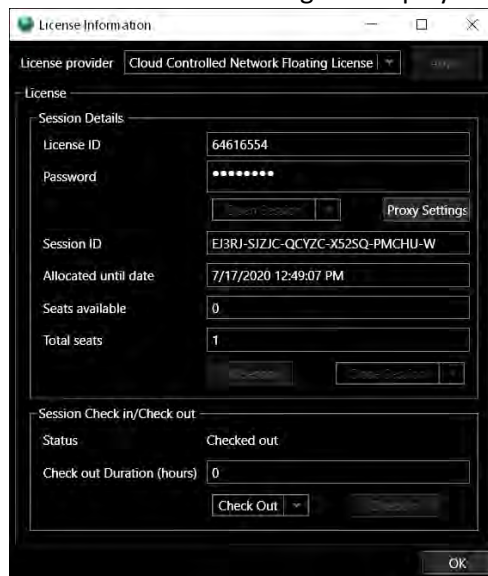 License Information
License provider Cloud Controlled Network Floating License
License
Session Details
License ID 64616554
Password ••••••••
Proxy Settings
Session ID EJ3RJ-SJZJC-QCYZC-X52SQ-PMCHU-W
Allocated until date 7/17/2020 12:49:07 PM
Seats available 0
Total seats 1
Session Check in/Check out
Status Checked out
Check out Duration (hours) 0
Check Out
OK